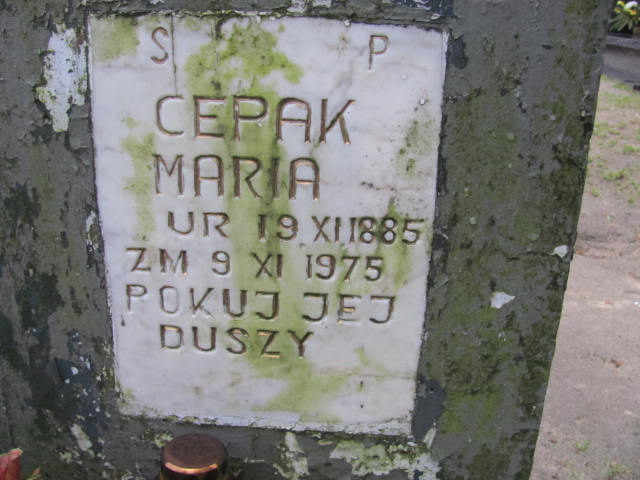 S P
CEPAK
MARIA
UR 19 XI 1885
ZM 9 XI 1975
POKUJ JEJ
DUSZY